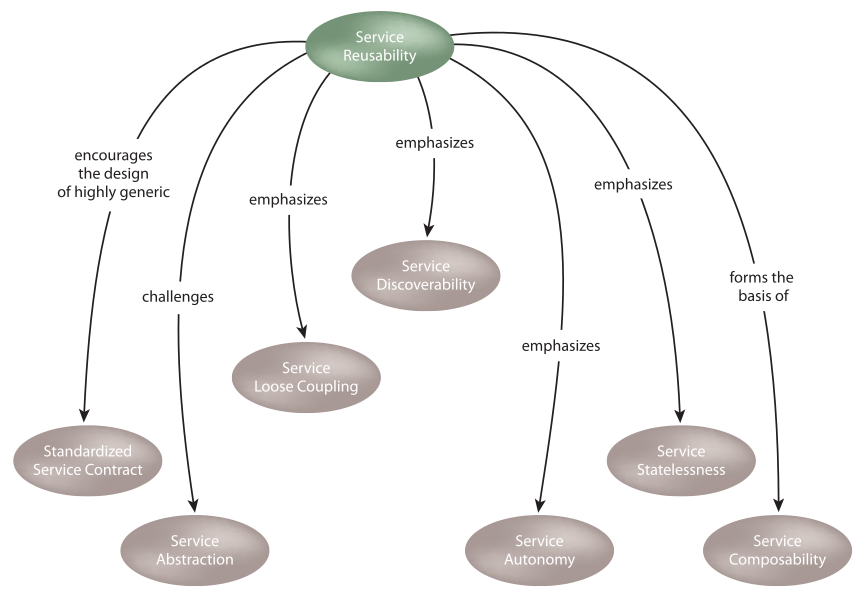 Service
Reusability
emphasizes
encourages
the design
of highly generic
emphasizes
emphasizes
challenges
forms the
basis of
Service
Discoverability
emphasizes
Service
Loose Coupling
Standardized
Service Contract
Service
Statelessness
Service
Abstraction
Service
Autonomy
Service
Composability